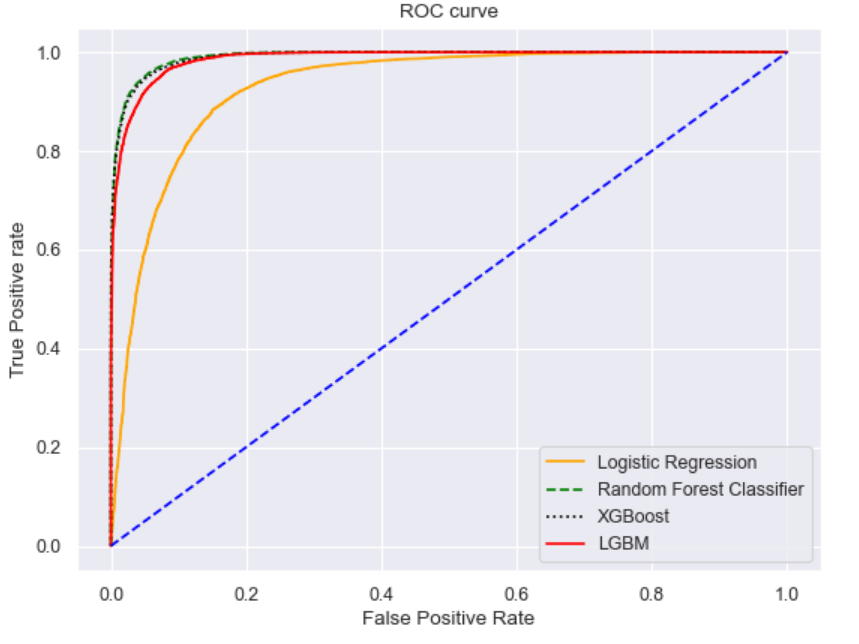 ROC curve
True Positive rate
1.0
0.8
0.6
0.4
0.2
0.0
Logistic Regression
Random Forest Classifier
XGBoost
LGBM
0.0 0.2 0.4 0.6 0.8 1.0
False Positive Rate